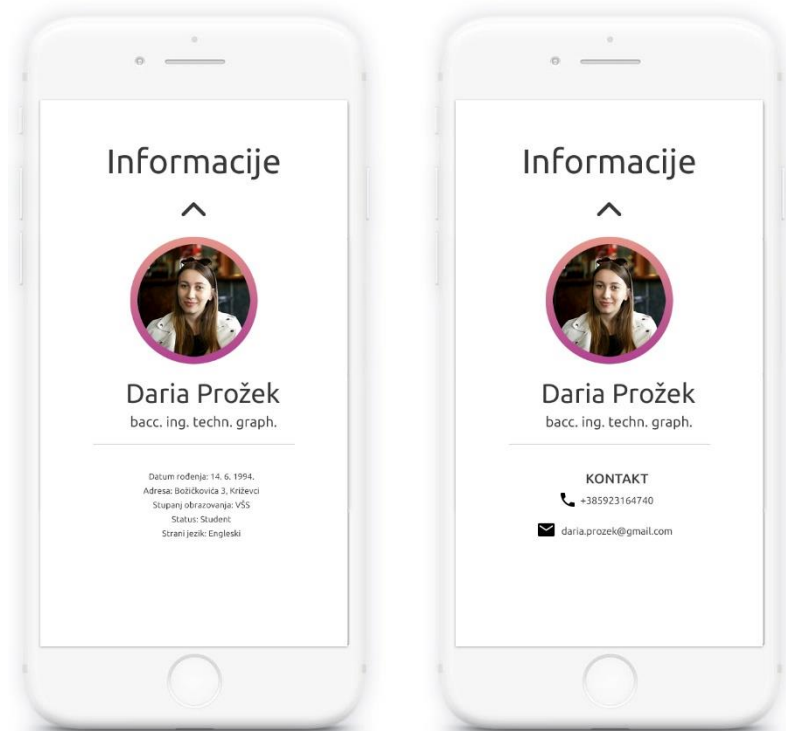 Informacije
Daria Prožek
bacc. ing. techn. graph.
Datum rođenja: 14. 6. 1994.
Adresa: Božičkovića 3, Križevci
Stupanj obrazovanja: VŠS
Status: Student
Strani jezik: Engleski
Informacije
Daria Prožek
bacc. ing. techn. graph.
KONTAKT
+385923164740
daria.prozek@gmail.com